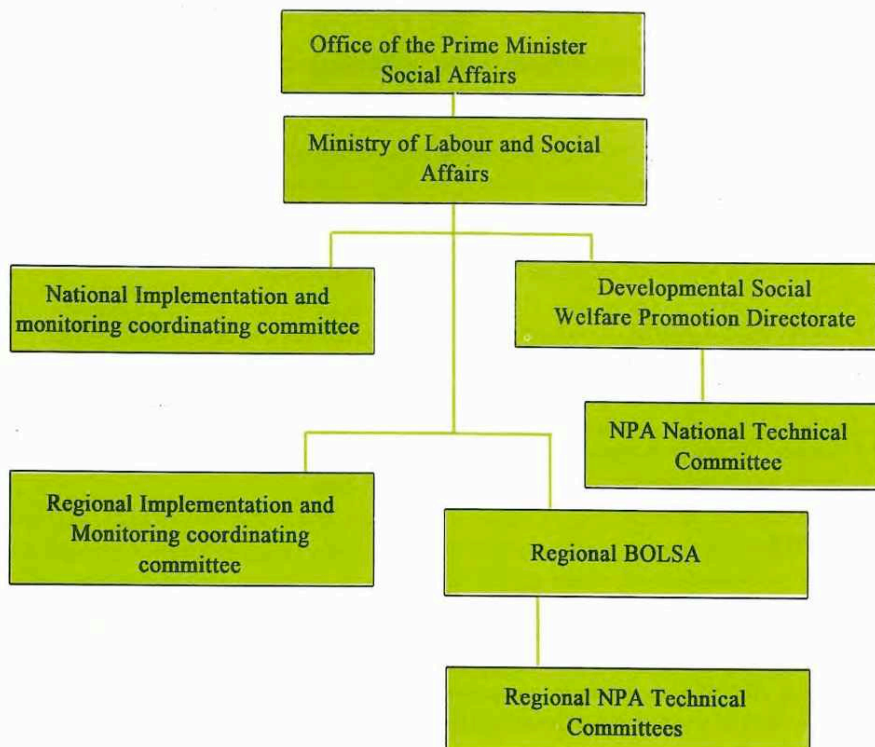 Office of the Prime Minister
Social Affairs
Ministry of Labour and Social
Affairs
National Implementation and
monitoring coordinating committee
Developmental Social
Welfare Promotion Directorate
NPA National Technical
Committee
Regional Implementation and
Monitoring coordinating
committee
Regional BOLSA
Regional NPA Technical
Committees